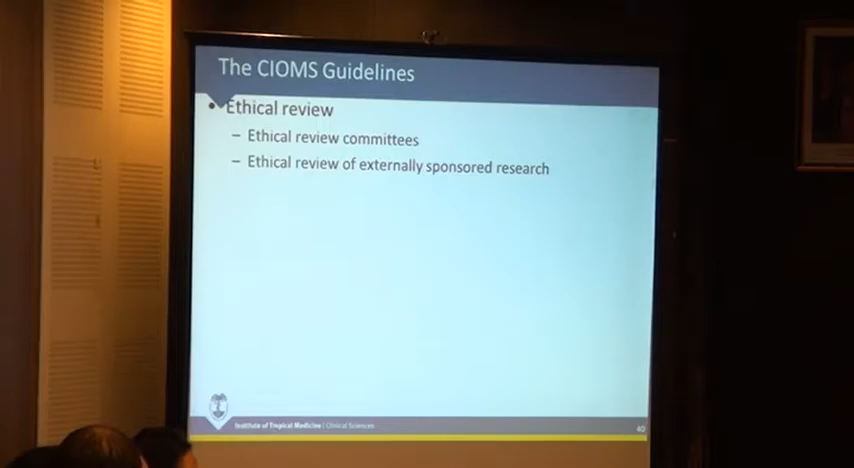 The CIOMS Guidelines
• Ethical review
– Ethical review committees
– Ethical review of externally sponsored research
Institute of Tropical Medicine | Clinical Sciences
40